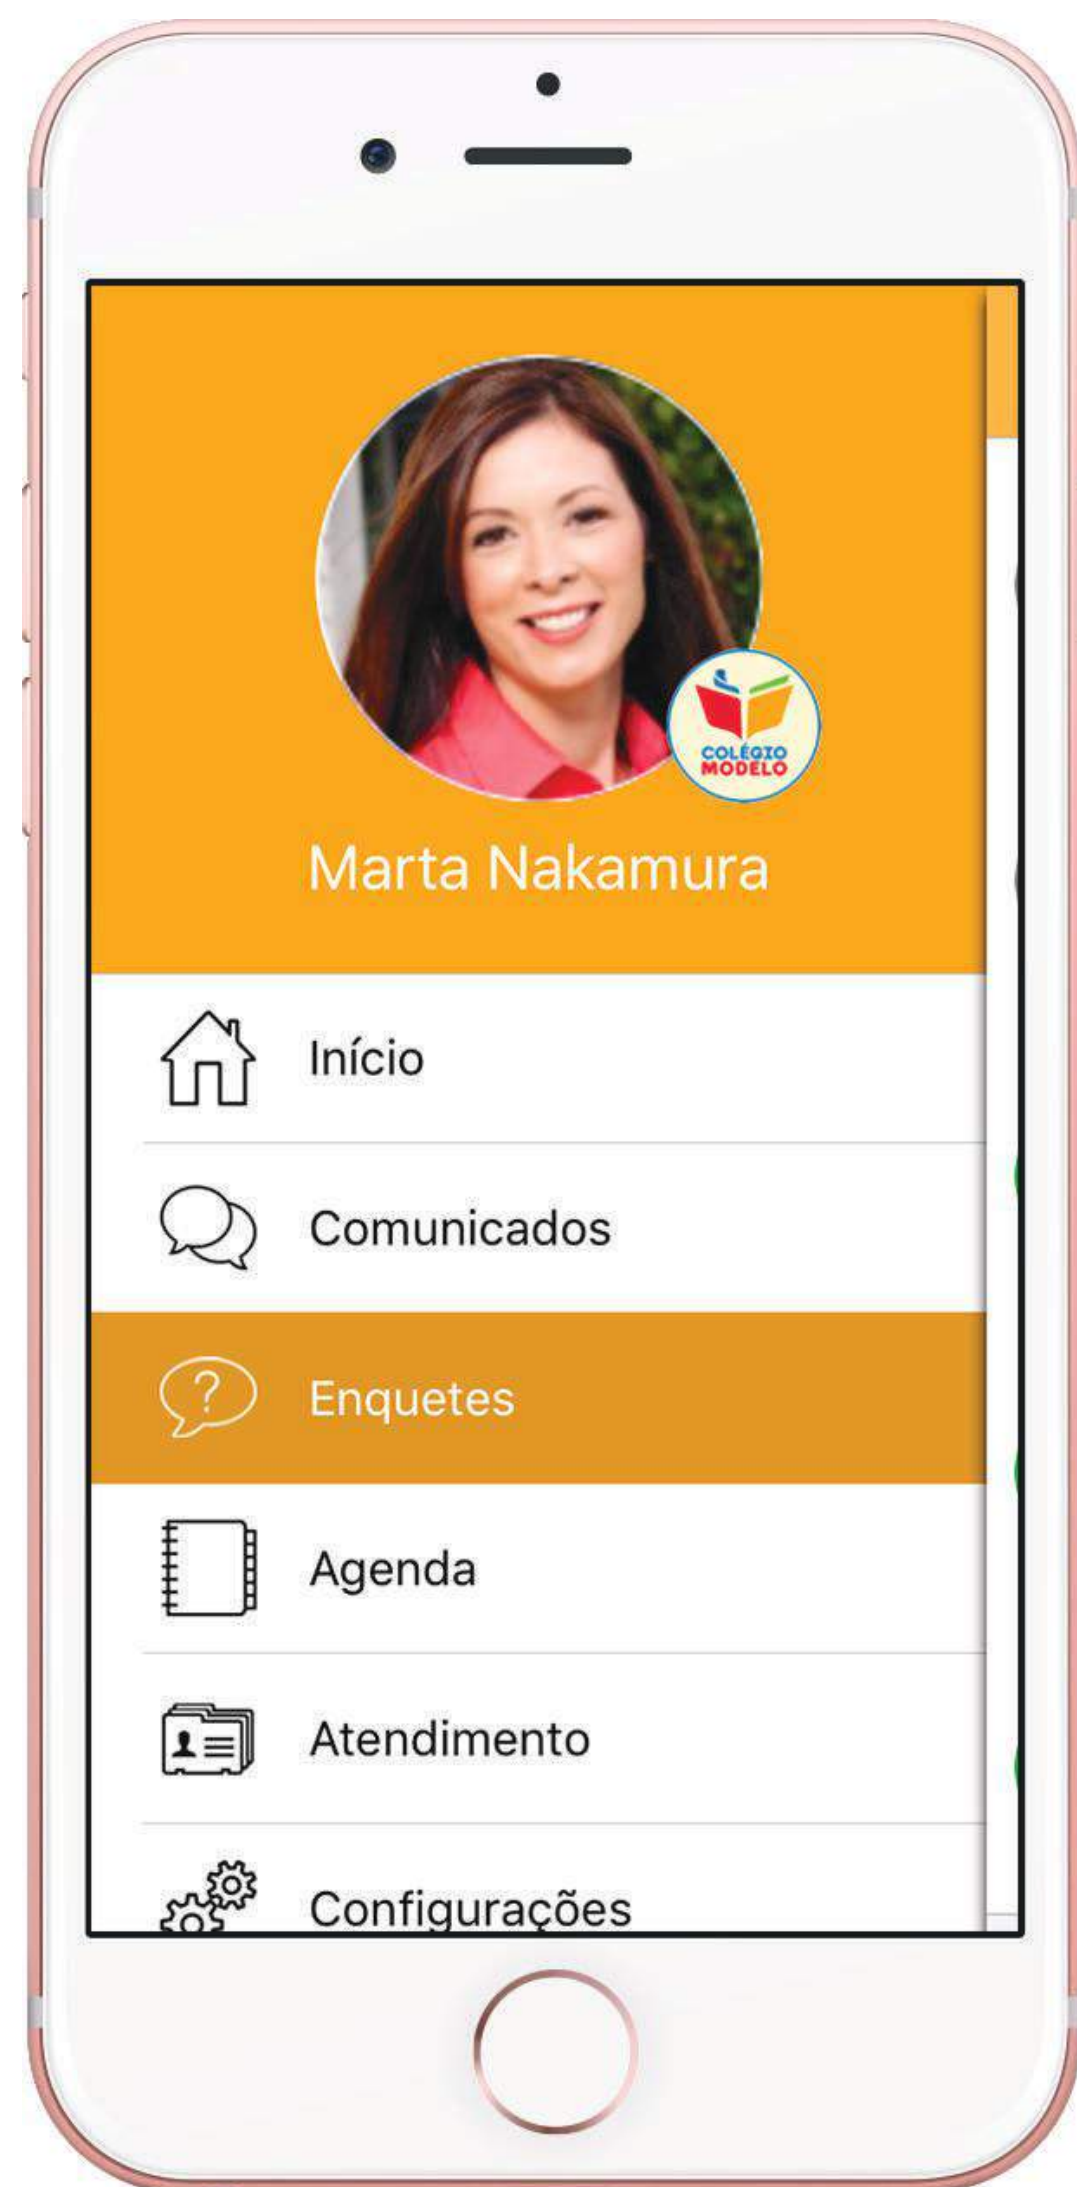 COLÉGIO
MODELO
Marta Nakamura
Início
Comunicados
?
Enquetes
Agenda
Atendimento
Configurações